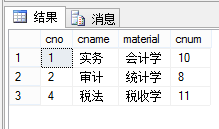 结果 消息
cno cname material cnum
1 1 实务 会计学 10
2 2 审计 统计学 8
3 4 税法 税收学 11